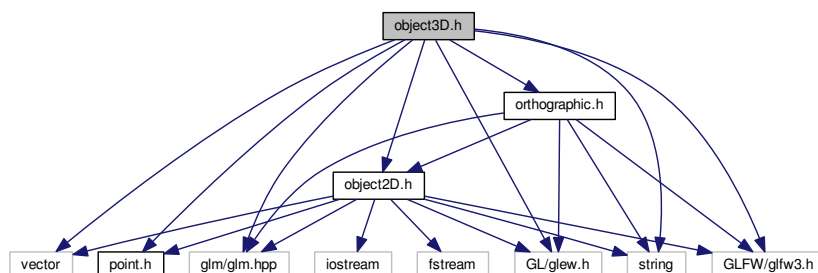 object3D.h
orthographic.h
object2D.h
vector
point.h
glm/glm.hpp
iostream
fstream
GL/glew.h
string
GLFW/glfw3.h